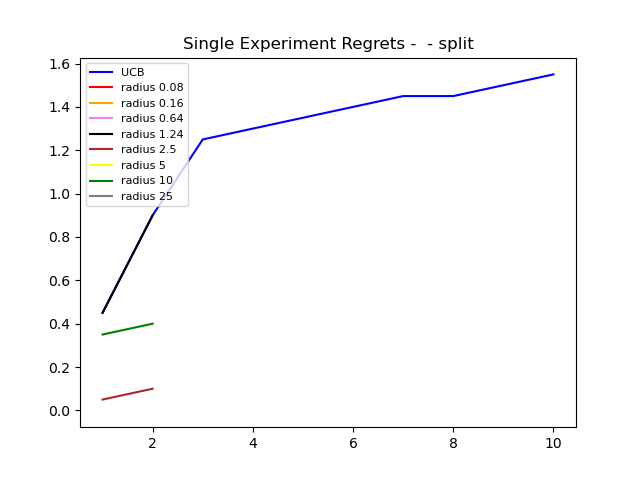 Single Experiment Regrets -  - split
1.6
1.4
1.2
1.0
0.8
0.6
0.4
0.2
0.0
UCB
radius 0.08
radius 0.16
radius 0.64
radius 1.24
radius 2.5
radius 5
radius 10
radius 25
2 4 6 8 10